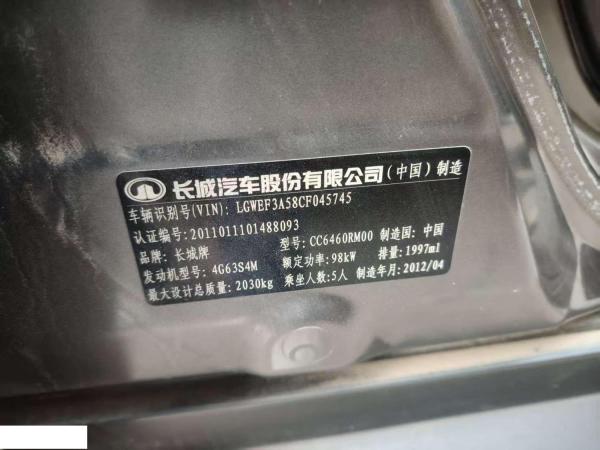 长城汽车股份有限公司(中国)制造
车辆识别号(VIN): LGWEF3A58CF045745
认证编号:2011011101488093
品牌: 长城牌 型号: CC6460RM00 制造国: 中国
发动机型号: 4G63S4M 额定功率:98kW 排量:1997ml
最大设计总质量: 2030kg 乘坐人数:5人 制造年月:2012/04